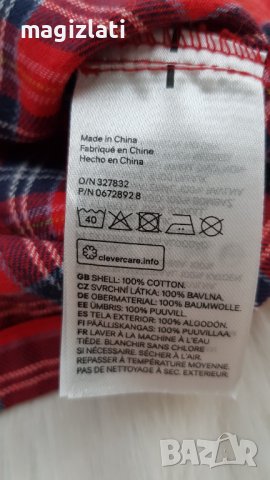 magizlati
Made in China
Fabriqué en Chine
Hecho en China
O/N 327832
P/N 0672892 8
40
clevercare.info
GB SHELL: 100% COTTON.
CZ SVRCHNÍ LÁTKA: 100% BAVLNA.
DE OBERMATERIAL: 100% BAUMWOLLE.
EE ÜLIMINE OSA: 100% PUUVILL.
ES TELA EXTERIOR: 100% ALGODÓN.
FI PÄÄLLISKANGAS: 100% PUUVILLAA.
FR LAVER À LA MACHINE À L'EAU
TIÈDE. BLANCHIR SANS CHLORE
SI NÉCESSAIRE. SÉCHER À L'AIR.
REPASSER À TEMPÉRATURE MOYENNE.
PAS DE NETTOYAGE À SEC. EXTERIEUR:
BAZAR